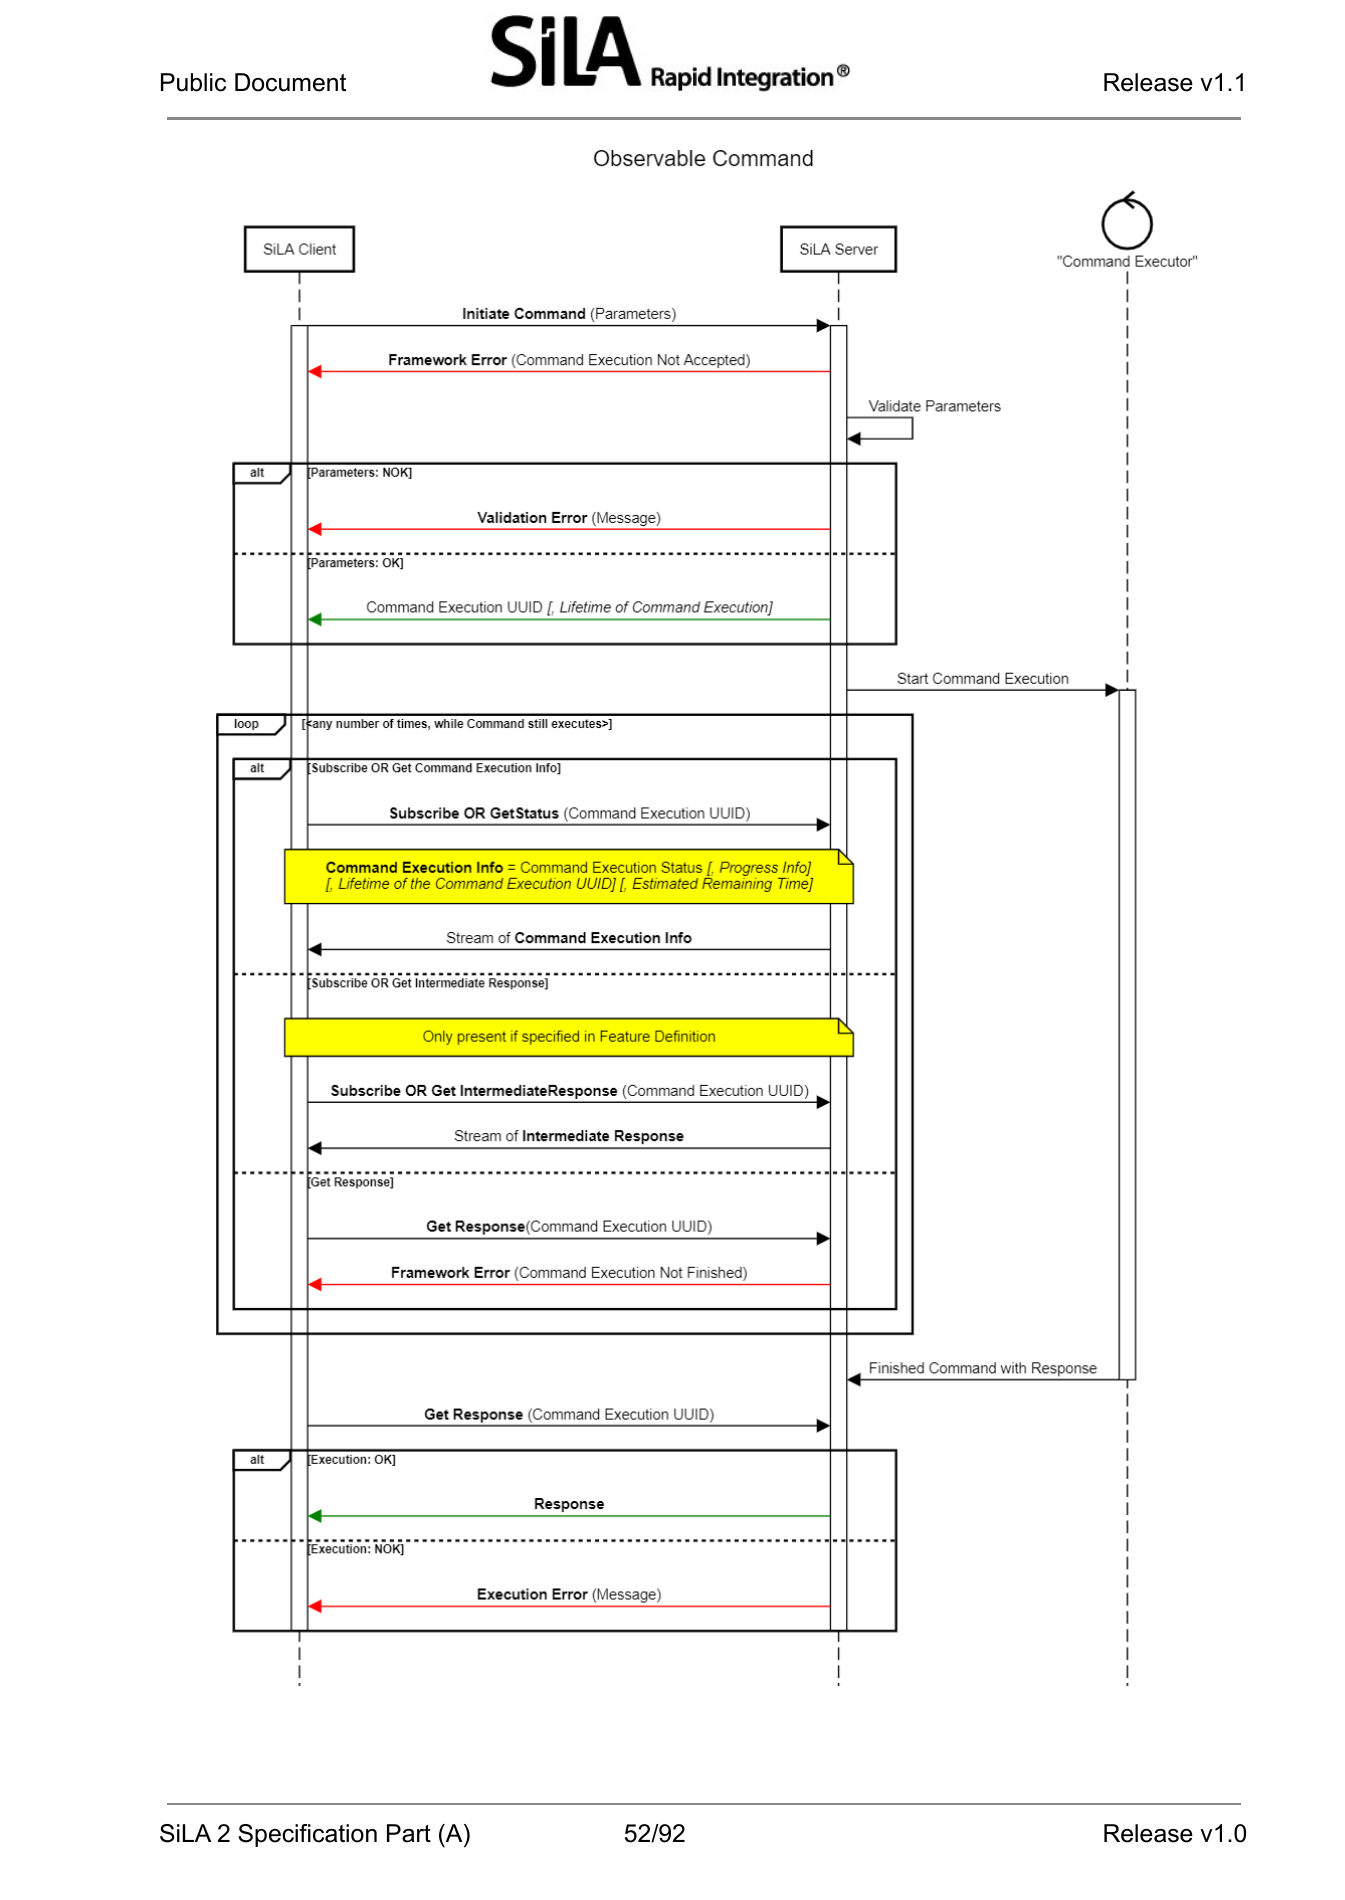 Public Document
SiLA Rapid Integration®
Release v1.1
Observable Command
SiLA Client
SiLA Server
"Command Executor"
Initiate Command (Parameters)
Framework Error (Command Execution Not Accepted)
Validate Parameters
alt
[Parameters: NOK]
Validation Error (Message)
[Parameters: OK]
Command Execution UUID [, Lifetime of Command Execution]
Start Command Execution
loop
[<any number of times, while Command still executes>]
alt
[Subscribe OR Get Command Execution Info]
Subscribe OR GetStatus (Command Execution UUID)
Command Execution Info = Command Execution Status [, Progress Info]
[, Lifetime of the Command Execution UUID] [, Estimated Remaining Time]
Stream of Command Execution Info
[Subscribe OR Get Intermediate Response]
Only present if specified in Feature Definition
Subscribe OR Get IntermediateResponse (Command Execution UUID)
Stream of Intermediate Response
[Get Response]
Get Response(Command Execution UUID)
Framework Error (Command Execution Not Finished)
Finished Command with Response
Get Response (Command Execution UUID)
alt
[Execution: OK]
Response
[Execution: NOK]
Execution Error (Message)
SiLA 2 Specification Part (A)
52/92
Release v1.0